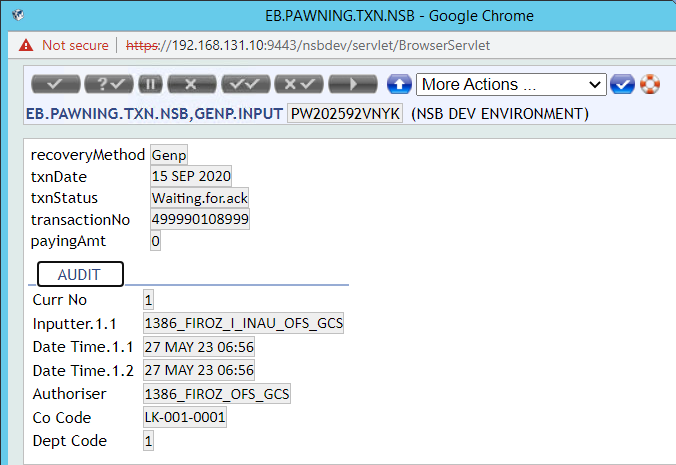 EB.PAWNING.TXN.NSB - Google Chrome
Not secure https://192.168.131.10:9443/nsbdev/servlet/BrowserServlet
More Actions ...
EB.PAWNING.TXN.NSB,GENP.INPUT PW202592VNYK (NSB DEV ENVIRONMENT)
recoveryMethod Genp
txnDate 15 SEP 2020
txnStatus Waiting.for.ack
transactionNo 499990108999
payingAmt 0
AUDIT
Curr No 1
Inputter.1.1 1386_FIROZ_I_INAU_OFS_GCS
Date Time.1.1 27 MAY 23 06:56
Date Time.1.2 27 MAY 23 06:56
Authoriser 1386_FIROZ_OFS_GCS
Co Code LK-001-0001
Dept Code 1